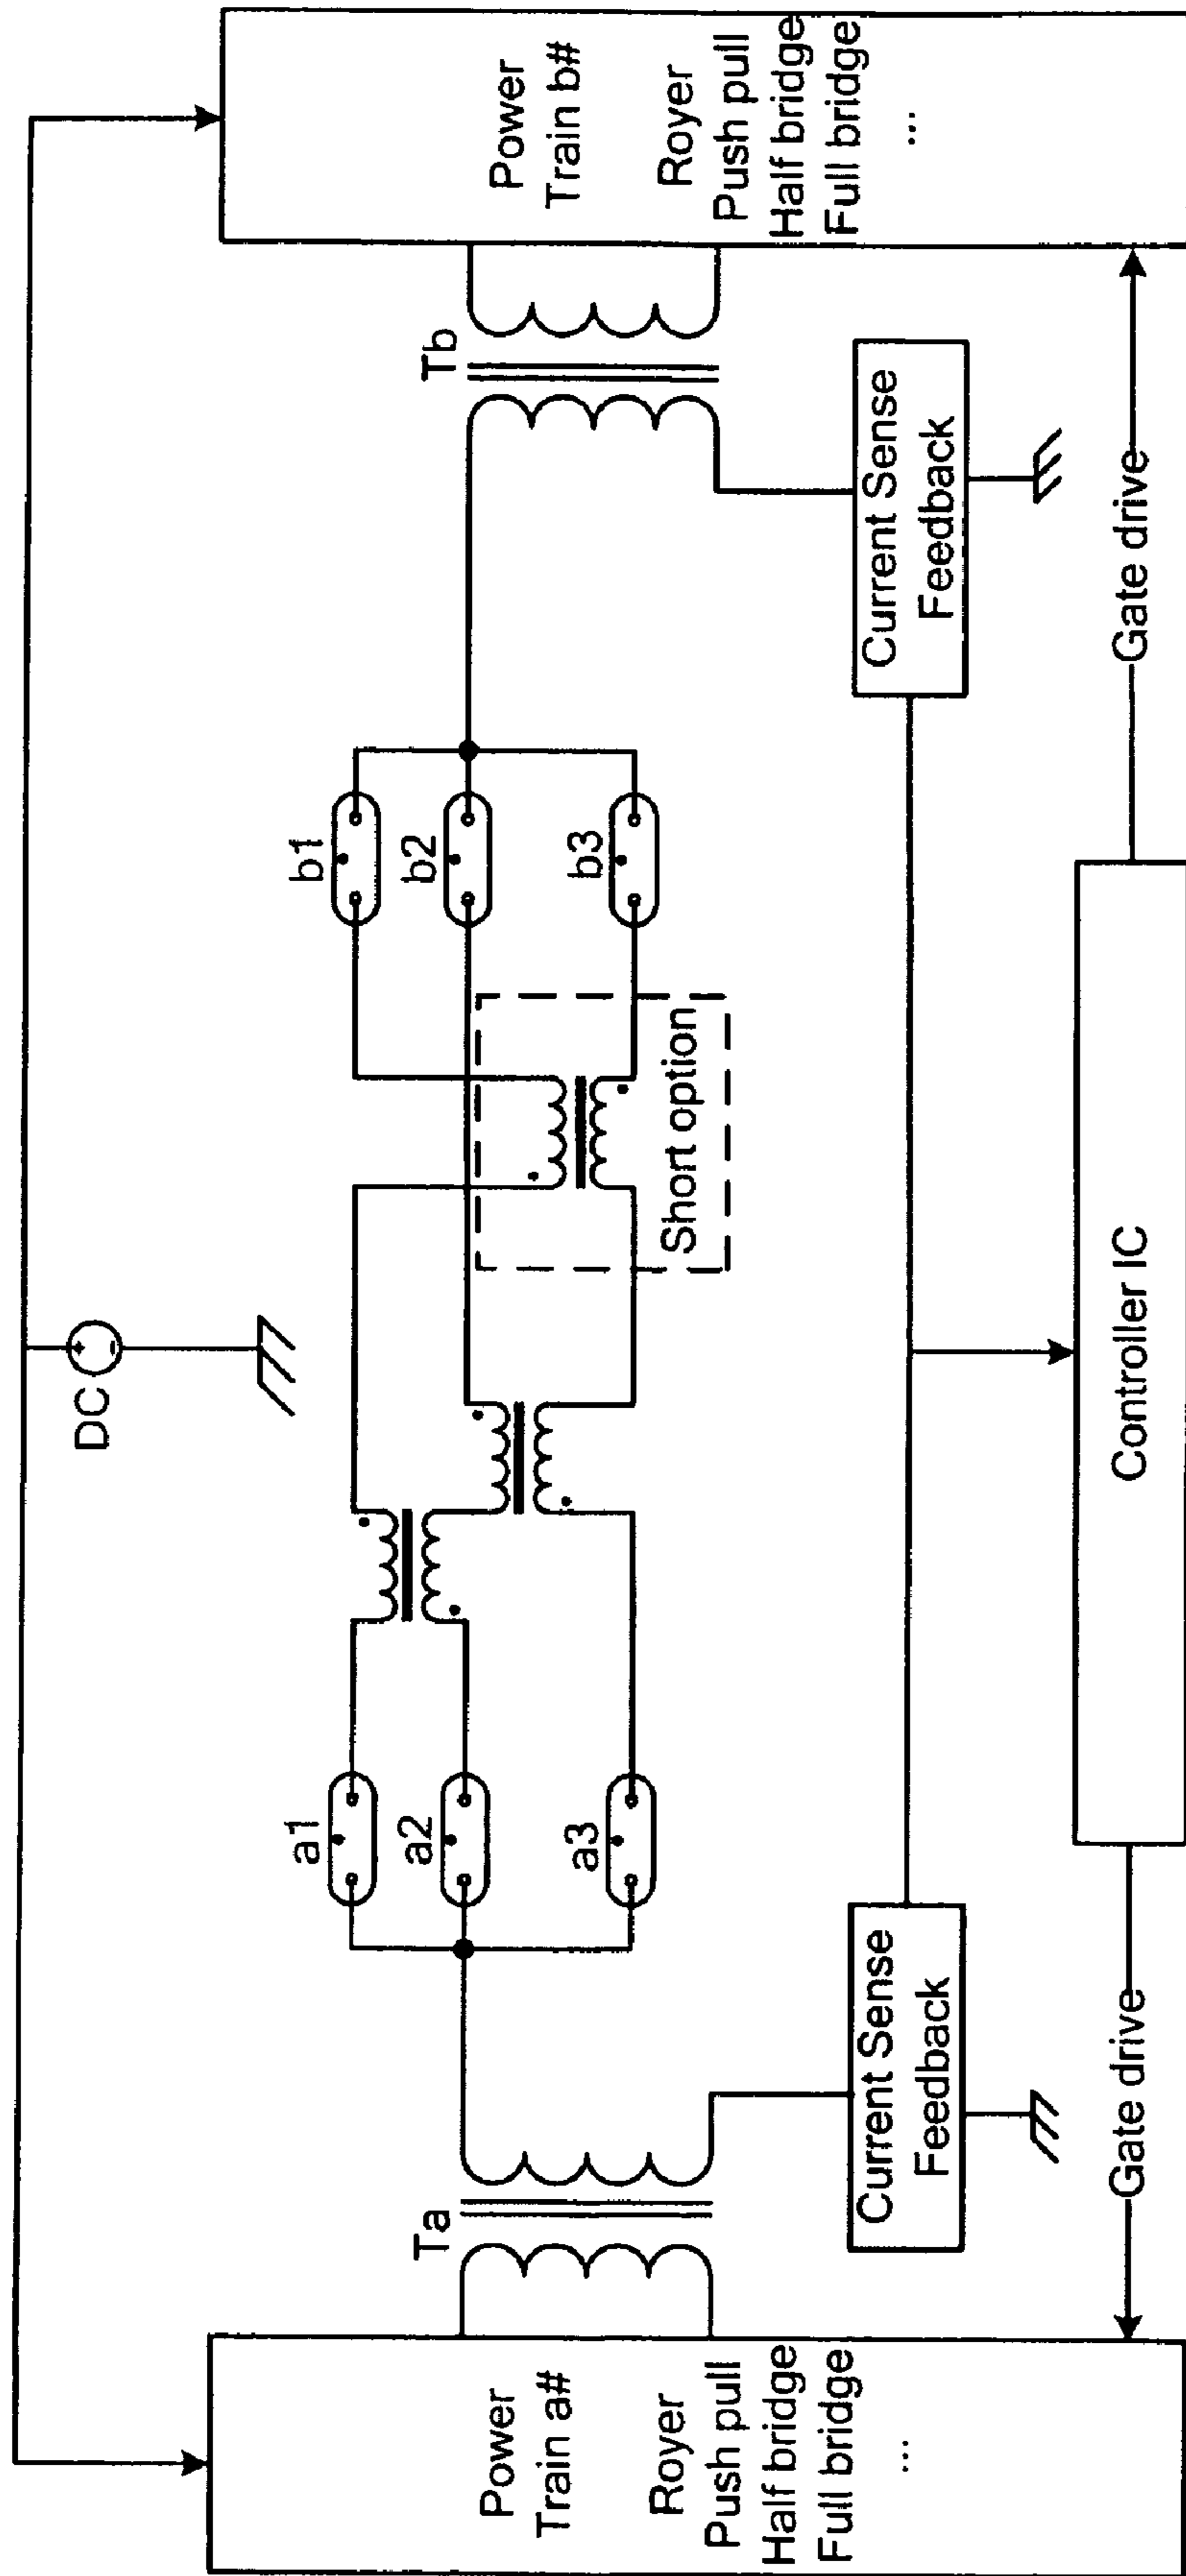 DC
Power
Train a#
Royer
Push pull
Half bridge
Full bridge
...
Ta
a1
a2
a3
Short option
b1
b2
b3
Tb
Power
Train b#
Royer
Push pull
Half bridge
Full bridge
...
Current Sense
Feedback
Current Sense
Feedback
Gate drive
Controller IC
Gate drive